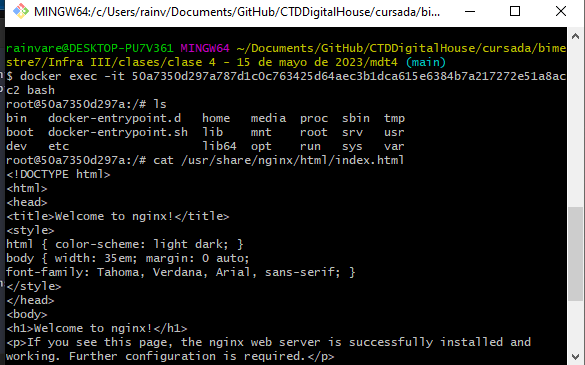 MINGW64:/c/Users/rainv/Documents/GitHub/CTDDigitalHouse/cursada/bim...
rainvare@DESKTOP-PU7V361 MINGW64 ~/Documents/GitHub/CTDDigitalHouse/cursada/bime
stre7/Infra III/clases/clase 4 - 15 de mayo de 2023/mdt4 (main)
$ docker exec -it 50a7350d297a787d1c0c763425d64aec3b1dca615e6384b7a217272e51a8ac
c2 bash
root@50a7350d297a:/# ls
bin   docker-entrypoint.d   home   media  proc  sbin  tmp
boot  docker-entrypoint.sh  lib    mnt    root  srv   usr
dev   etc                   lib64  opt    run   sys   var
root@50a7350d297a:/# cat /usr/share/nginx/html/index.html
<!DOCTYPE html>
<html>
<head>
<title>Welcome to nginx!</title>
<style>
html { color-scheme: light dark; }
body { width: 35em; margin: 0 auto;
font-family: Tahoma, Verdana, Arial, sans-serif; }
</style>
</head>
<body>
<h1>Welcome to nginx!</h1>
<p>If you see this page, the nginx web server is successfully installed and
working. Further configuration is required.</p>